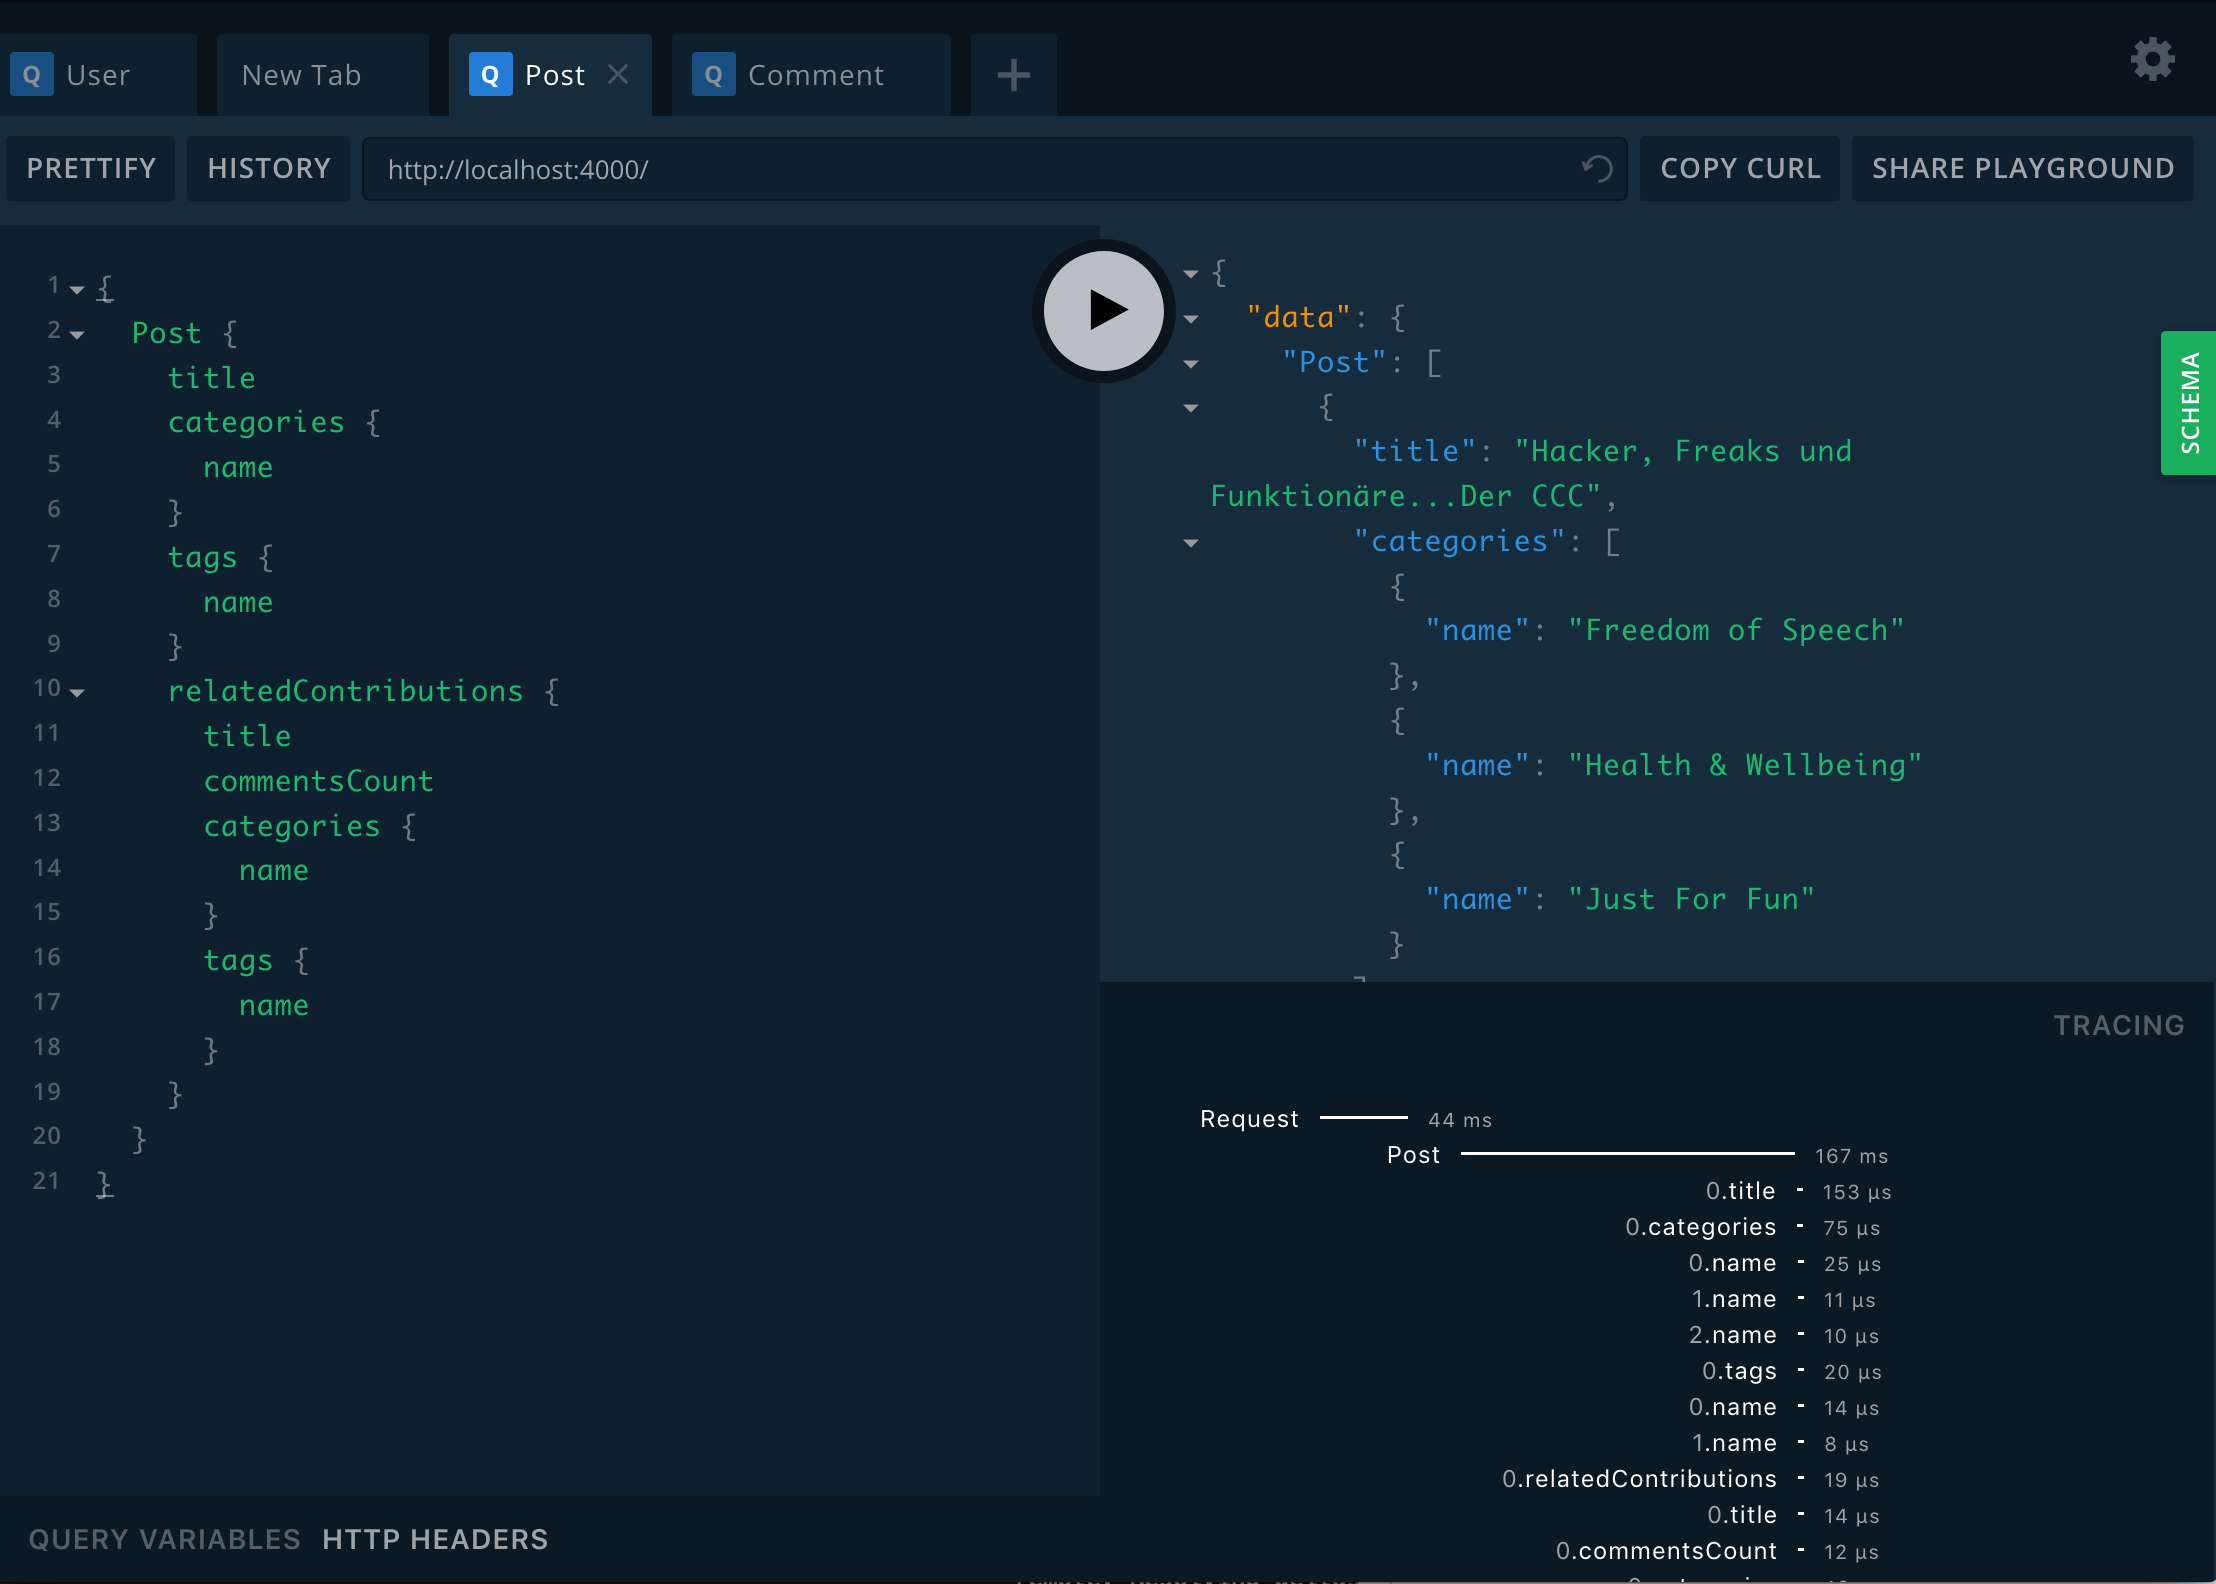 Q User New Tab Q Post Q Comment
PRETTIFY HISTORY http://localhost:4000/ COPY CURL SHARE PLAYGROUND
1 {
2 Post {
3 title
4 categories {
5 name
6 }
7 tags {
8 name
9 }
10 relatedContributions {
11 title
12 commentsCount
13 categories {
14 name
15 }
16 tags {
17 name
18 }
19 }
20 }
21 }
QUERY VARIABLES HTTP HEADERS
{
"data": {
"Post": [
{
"title": "Hacker, Freaks und
Funktionäre...Der CCC",
"categories": [
{
"name": "Freedom of Speech"
},
{
"name": "Health & Wellbeing"
},
{
"name": "Just For Fun"
}
SCHEMA
TRACING
Request 44 ms
Post 167 ms
0.title - 153 µs
0.categories - 75 µs
0.name - 25 µs
1.name - 11 µs
2.name - 10 µs
0.tags - 20 µs
0.name - 14 µs
1.name - 8 µs
0.relatedContributions - 19 µs
0.title - 14 µs
0.commentsCount - 12 µs